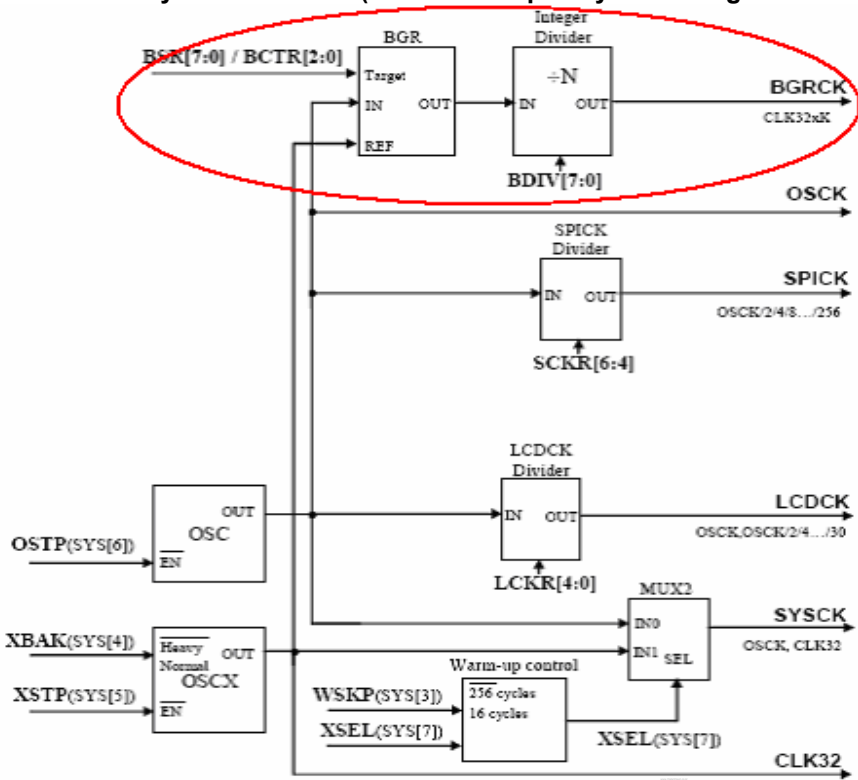 Integer
BGR Divider
BSR[7:0] / BCTR[2:0]
Target ÷N BGRCK
IN OUT IN OUT
CLK32xK
REF
BDIV[7:0]
OSCK
SPICK
Divider
SPICK
IN OUT
OSCK/2/4/8.../256
SCKR[6:4]
LCDCK
Divider
LCDCK
OUT IN OUT
OSC OSCK,OSCK/2/4.../30
OSTP(SYS[6])
EN
LCKR[4:0]
MUX2
SYSCK
IN0
XBAK(SYS[4]) Heavy OUT IN1 OSCK, CLK32
Normal SEL
OSCX Warm-up control
XSTP(SYS[5]) EN
WSKP(SYS[3]) 256 cycles
16 cycles
XSEL(SYS[7]) XSEL(SYS[7])
CLK32